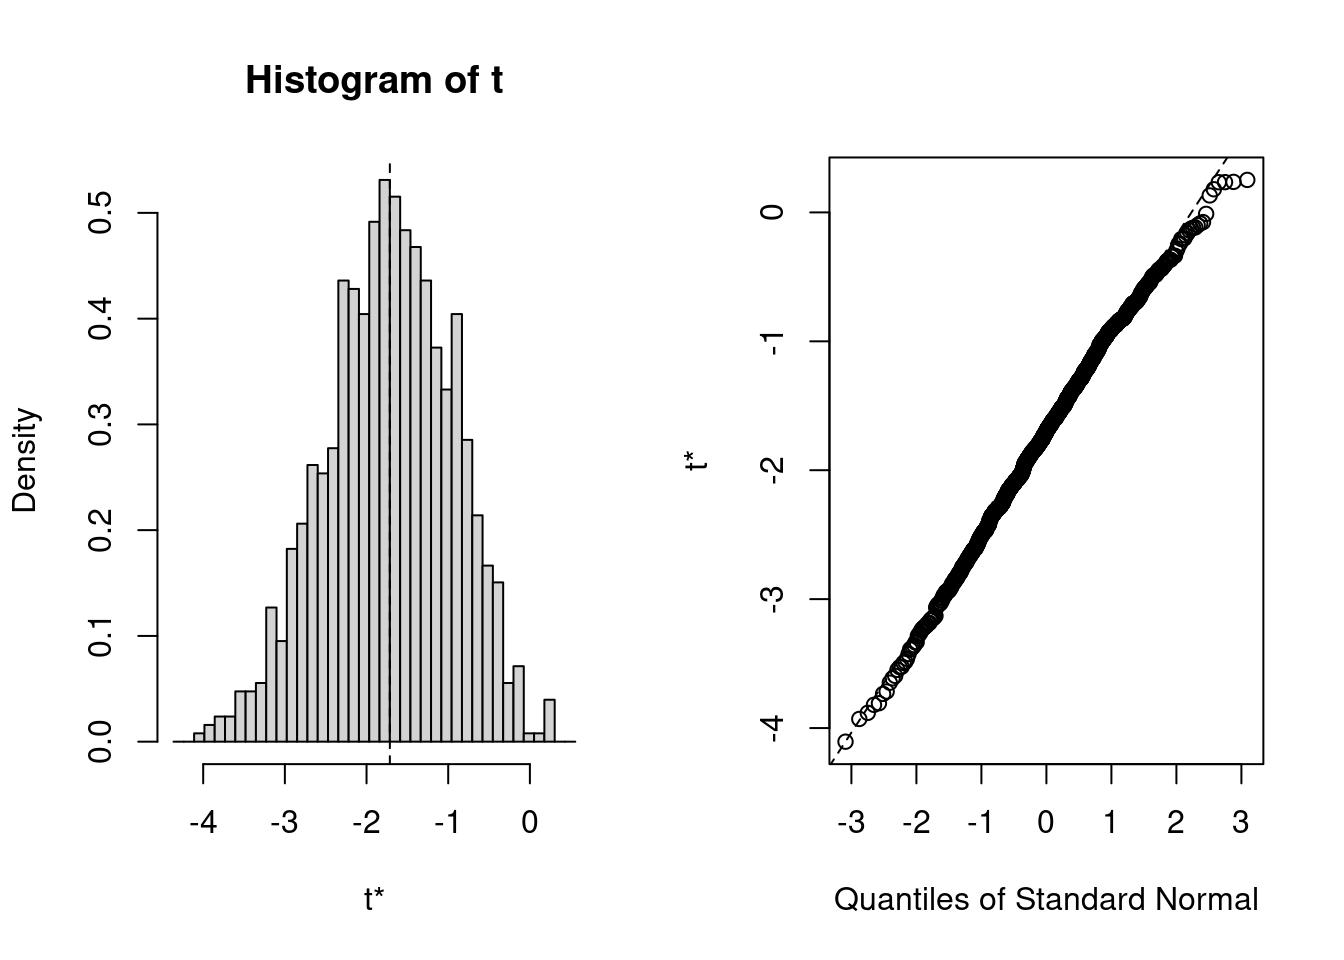 Histogram of t
Density
0.0 0.1 0.2 0.3 0.4 0.5
-4 -3 -2 -1 0
t*
t*
-4 -3 -2 -1 0
-3 -2 -1 0 1 2 3
Quantiles of Standard Normal